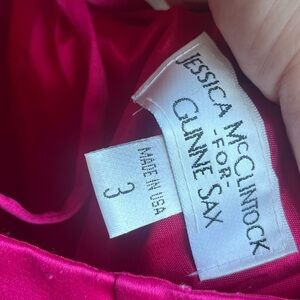 JESSICA McCLINTOCK
-FOR-
GUNNE SAX
MADE IN USA
3